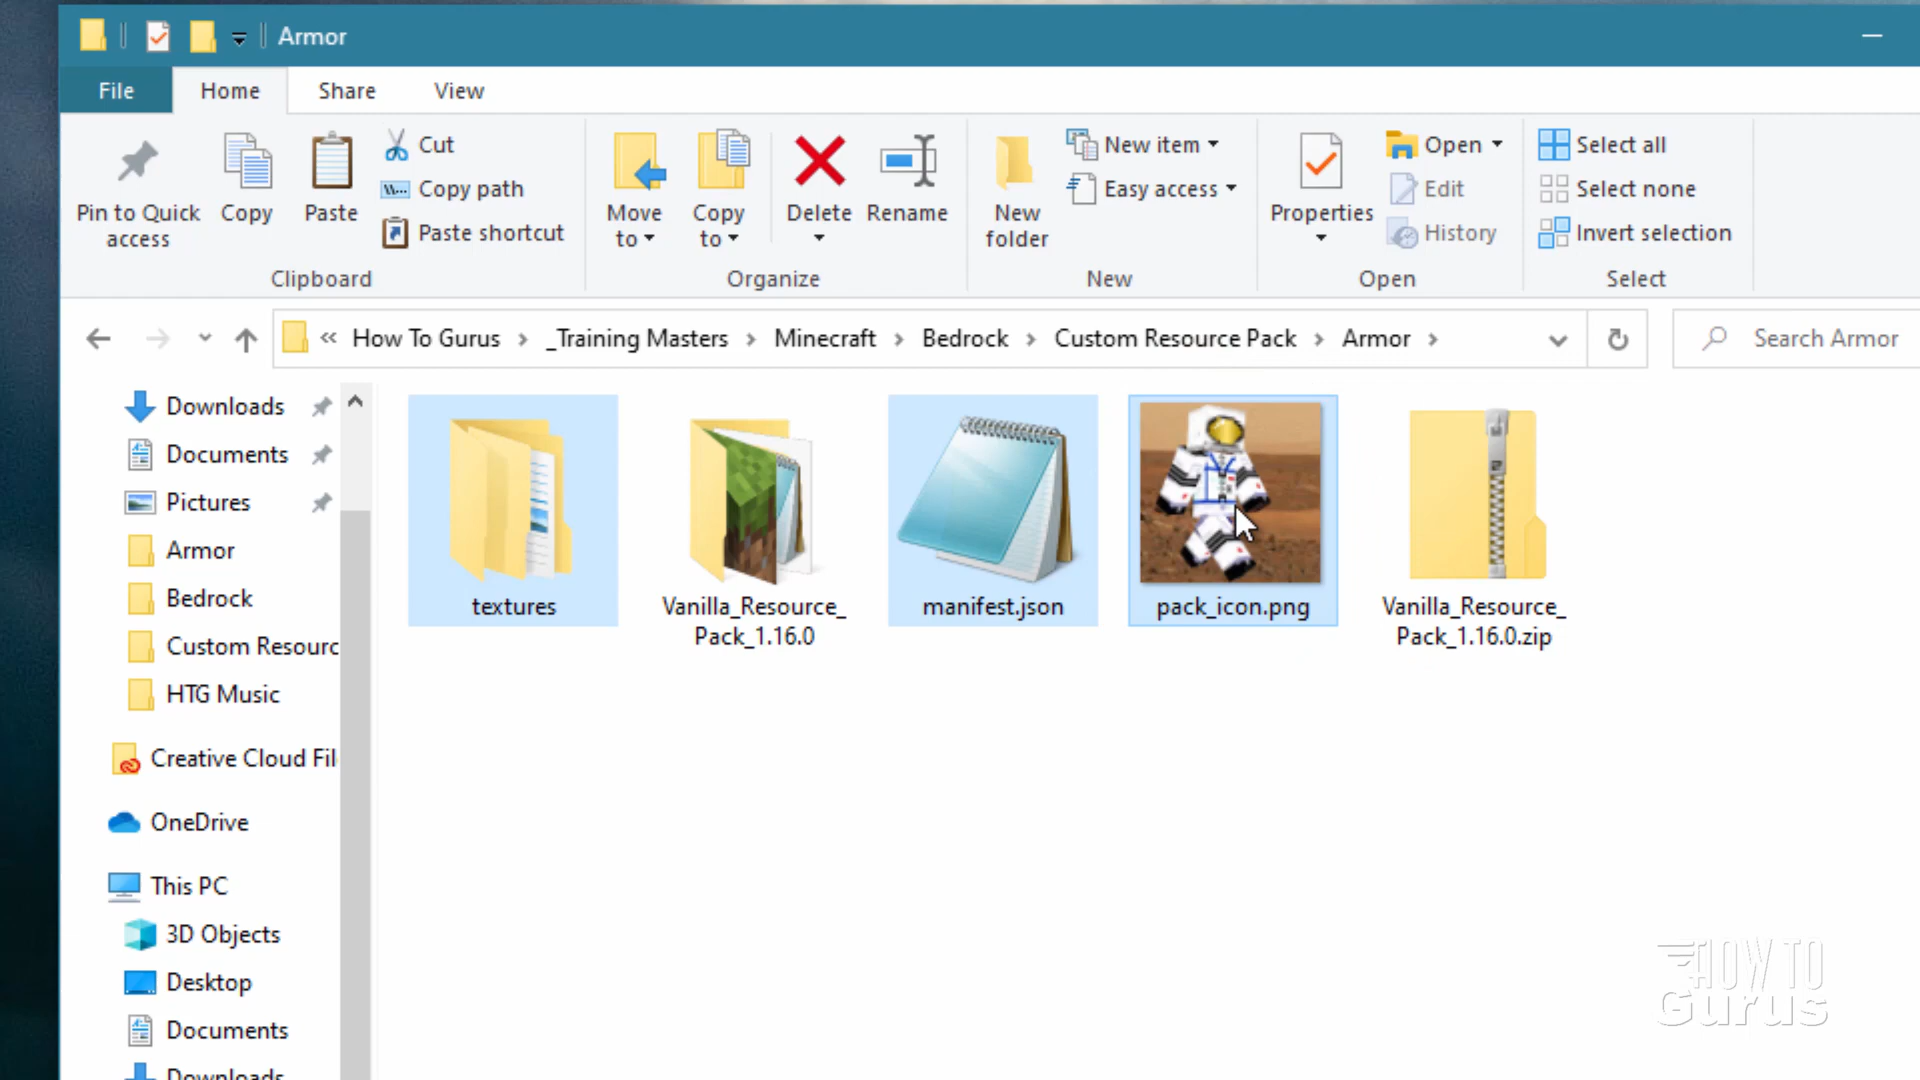 Armor
File Home Share View
Pin to Quick access
Copy
Paste
Cut
Copy path
Paste shortcut
Clipboard
Move to
Copy to
Delete
Rename
Organize
New folder
New item
Easy access
New
Properties
Open
Edit
History
Open
Select all
Select none
Invert selection
Select
« How To Gurus > _Training Masters > Minecraft > Bedrock > Custom Resource Pack > Armor >
Search Armor
Downloads
Documents
Pictures
Armor
Bedrock
Custom Resourc
HTG Music
Creative Cloud Fil
OneDrive
This PC
3D Objects
Desktop
Documents
Downloads
textures
Vanilla_Resource_
Pack_1.16.0
manifest.json
pack_icon.png
Vanilla_Resource_
Pack_1.16.0.zip
HOW TO
Gurus